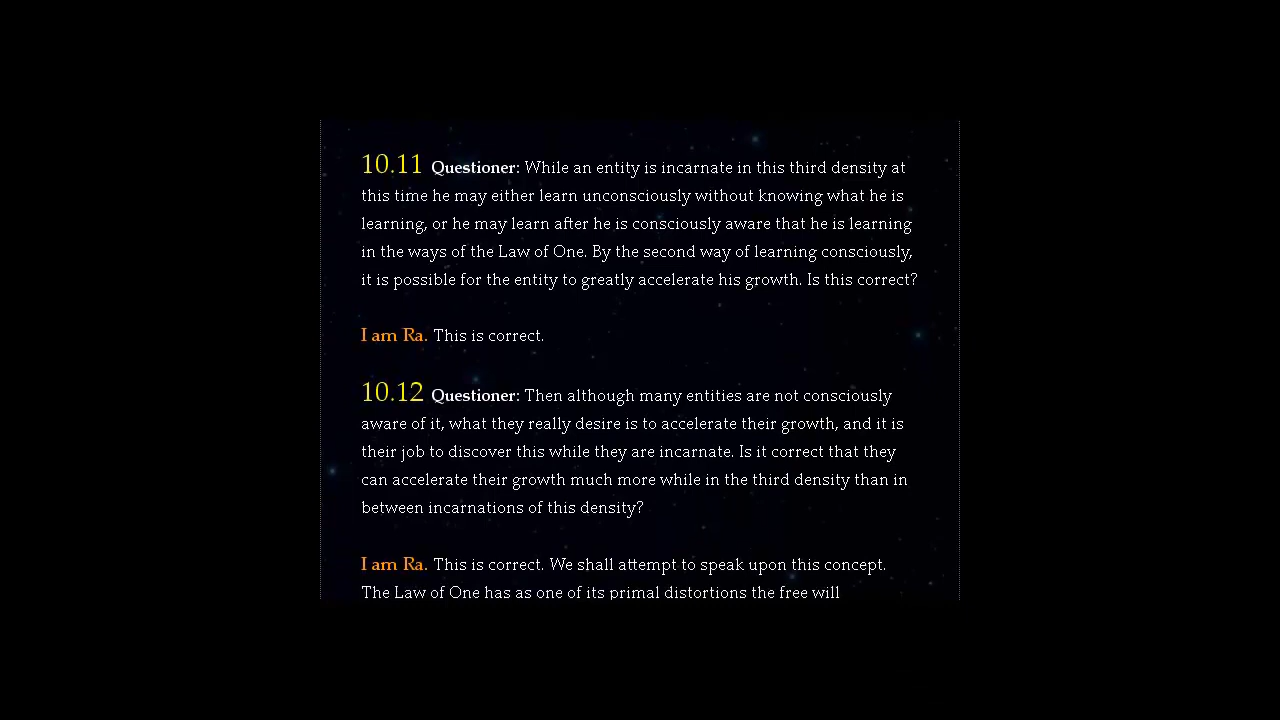 10.11 Questioner: While an entity is incarnate in this third density at
this time he may either learn unconsciously without knowing what he is
learning, or he may learn after he is consciously aware that he is learning
in the ways of the Law of One. By the second way of learning consciously,
it is possible for the entity to greatly accelerate his growth. Is this correct?
I am Ra. This is correct.
10.12 Questioner: Then although many entities are not consciously
aware of it, what they really desire is to accelerate their growth, and it is
their job to discover this while they are incarnate. Is it correct that they
can accelerate their growth much more while in the third density than in
between incarnations of this density?
I am Ra. This is correct. We shall attempt to speak upon this concept.
The Law of One has as one of its primal distortions the free will